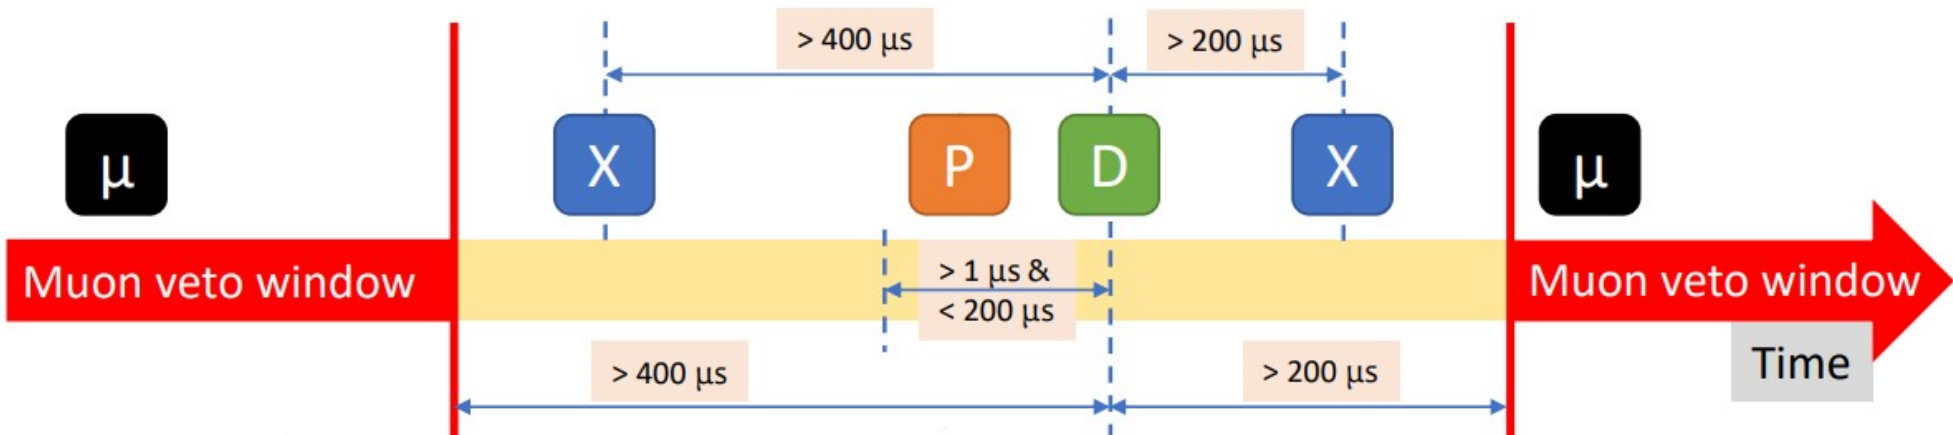 > 400 μs
> 200 μs
μ
X
P
D
X
μ
Muon veto window
> 1 μs &
< 200 μs
Muon veto window
> 400 μs
> 200 μs
Time